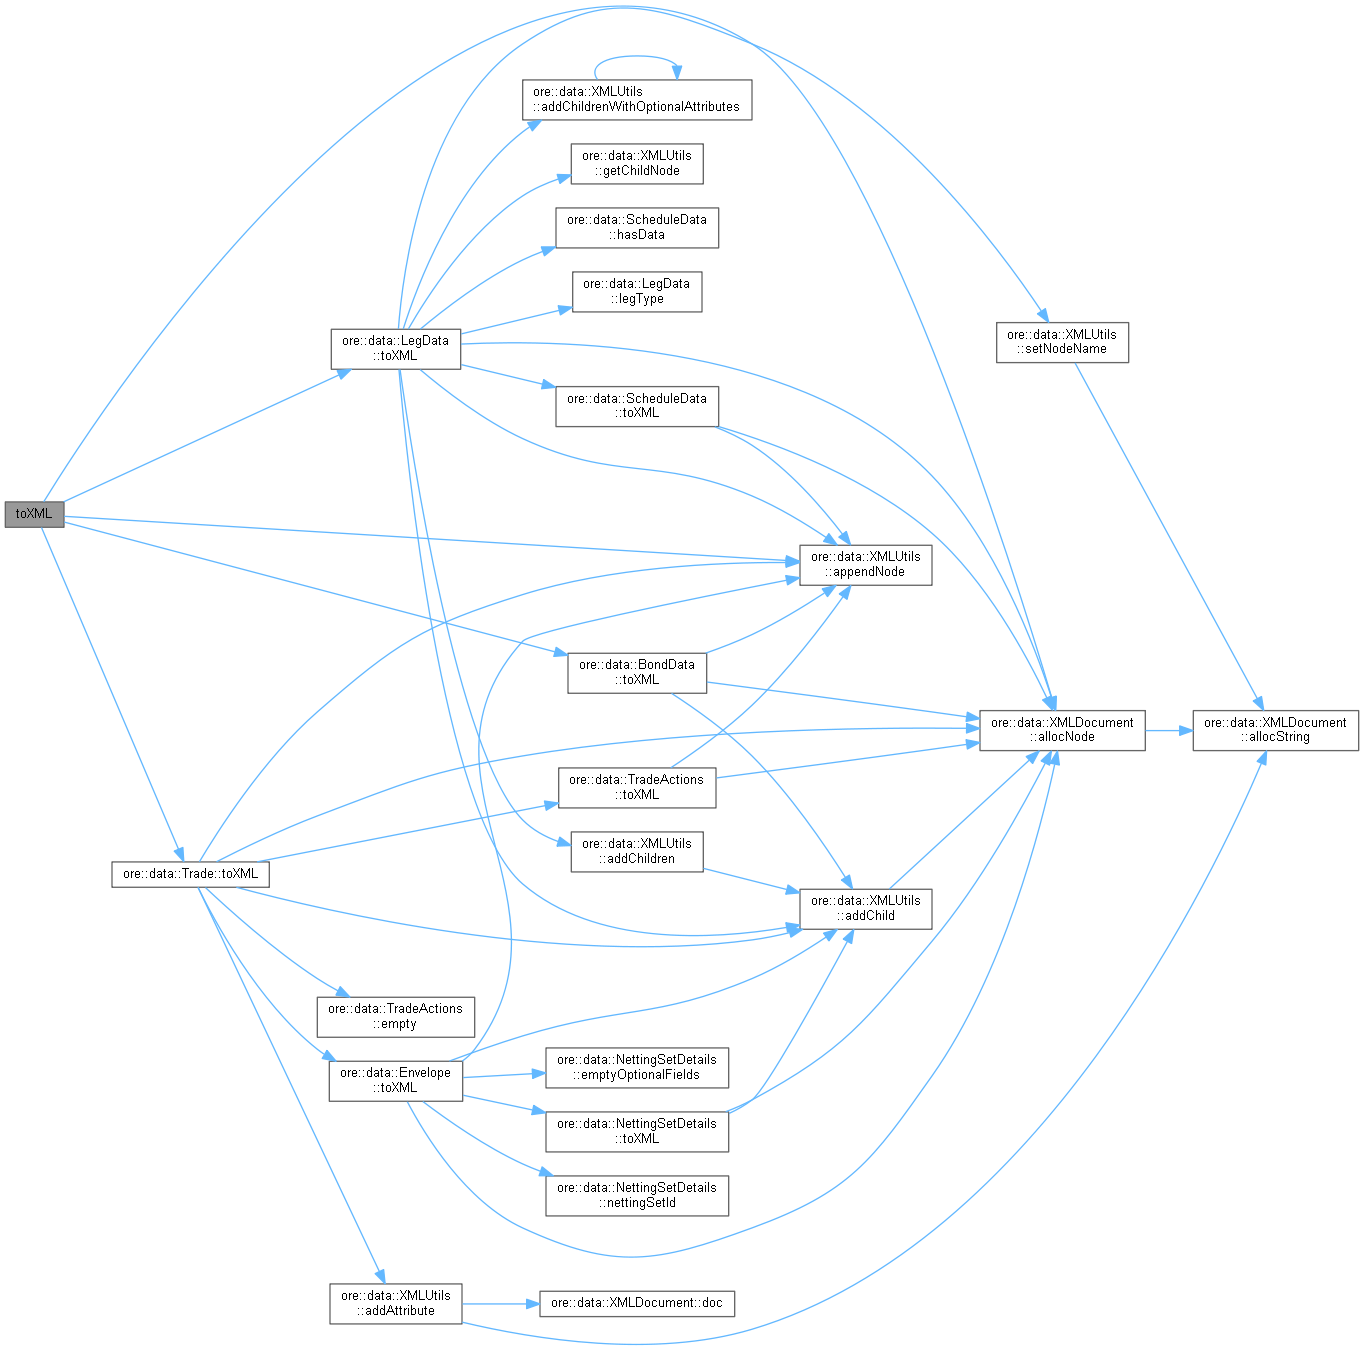 ore::data::XMLUtils
::addChildrenWithOptionalAttributes
ore::data::XMLUtils
::getChildNode
ore::data::ScheduleData
::hasData
ore::data::LegData
::legType
ore::data::LegData
::toXML
ore::data::XMLUtils
::setNodeName
ore::data::ScheduleData
::toXML
toXML
ore::data::XMLUtils
::appendNode
ore::data::BondData
::toXML
ore::data::XMLDocument
::allocNode
ore::data::XMLDocument
::allocString
ore::data::TradeActions
::toXML
ore::data::XMLUtils
::addChildren
ore::data::Trade::toXML
ore::data::XMLUtils
::addChild
ore::data::TradeActions
::empty
ore::data::Envelope
::toXML
ore::data::NettingSetDetails
::emptyOptionalFields
ore::data::NettingSetDetails
::toXML
ore::data::NettingSetDetails
::nettingSetId
ore::data::XMLUtils
::addAttribute
ore::data::XMLDocument::doc